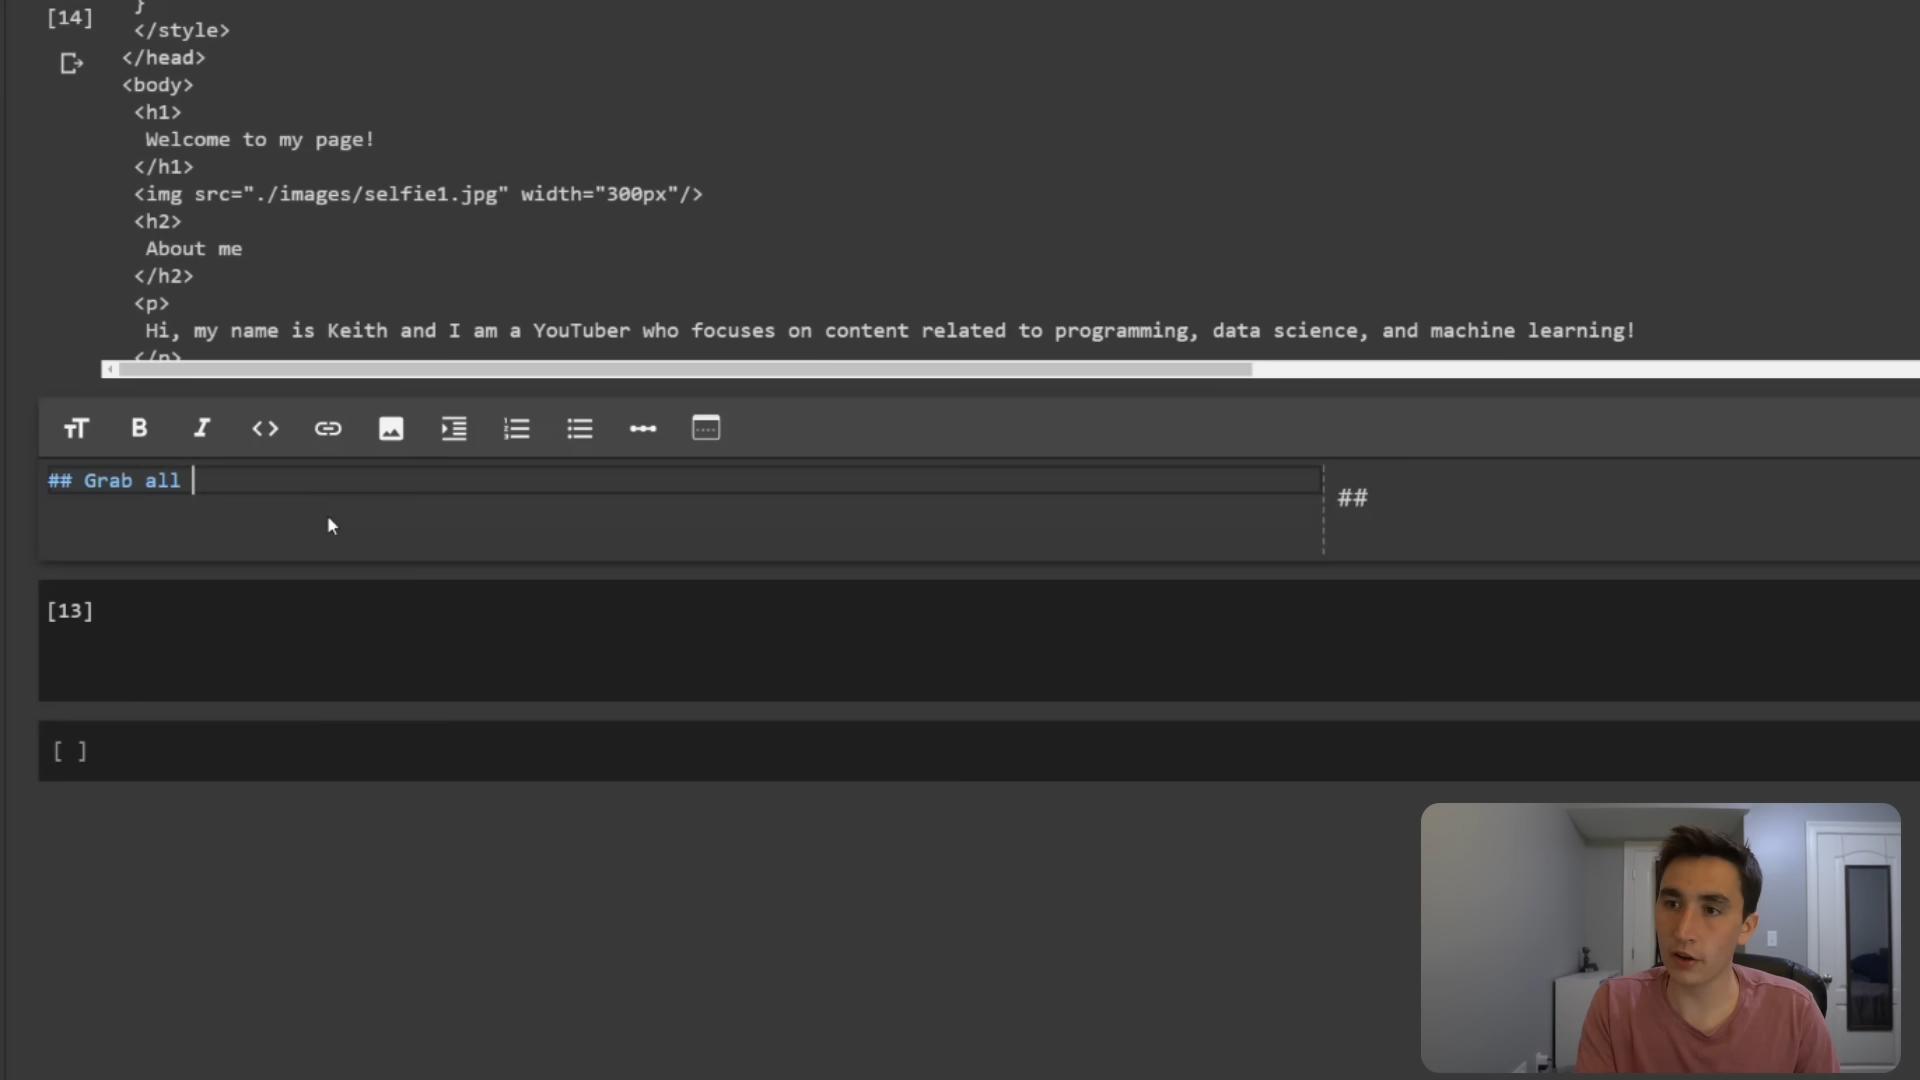 [14]
}
</style>
</head>
<body>
<h1>
Welcome to my page!
</h1>
<img src="./images/selfie1.jpg" width="300px"/>
<h2>
About me
</h2>
<p>
Hi, my name is Keith and I am a YouTuber who focuses on content related to programming, data science, and machine learning!
</p>
TT B I <>
## Grab all
##
[13]
[ ]